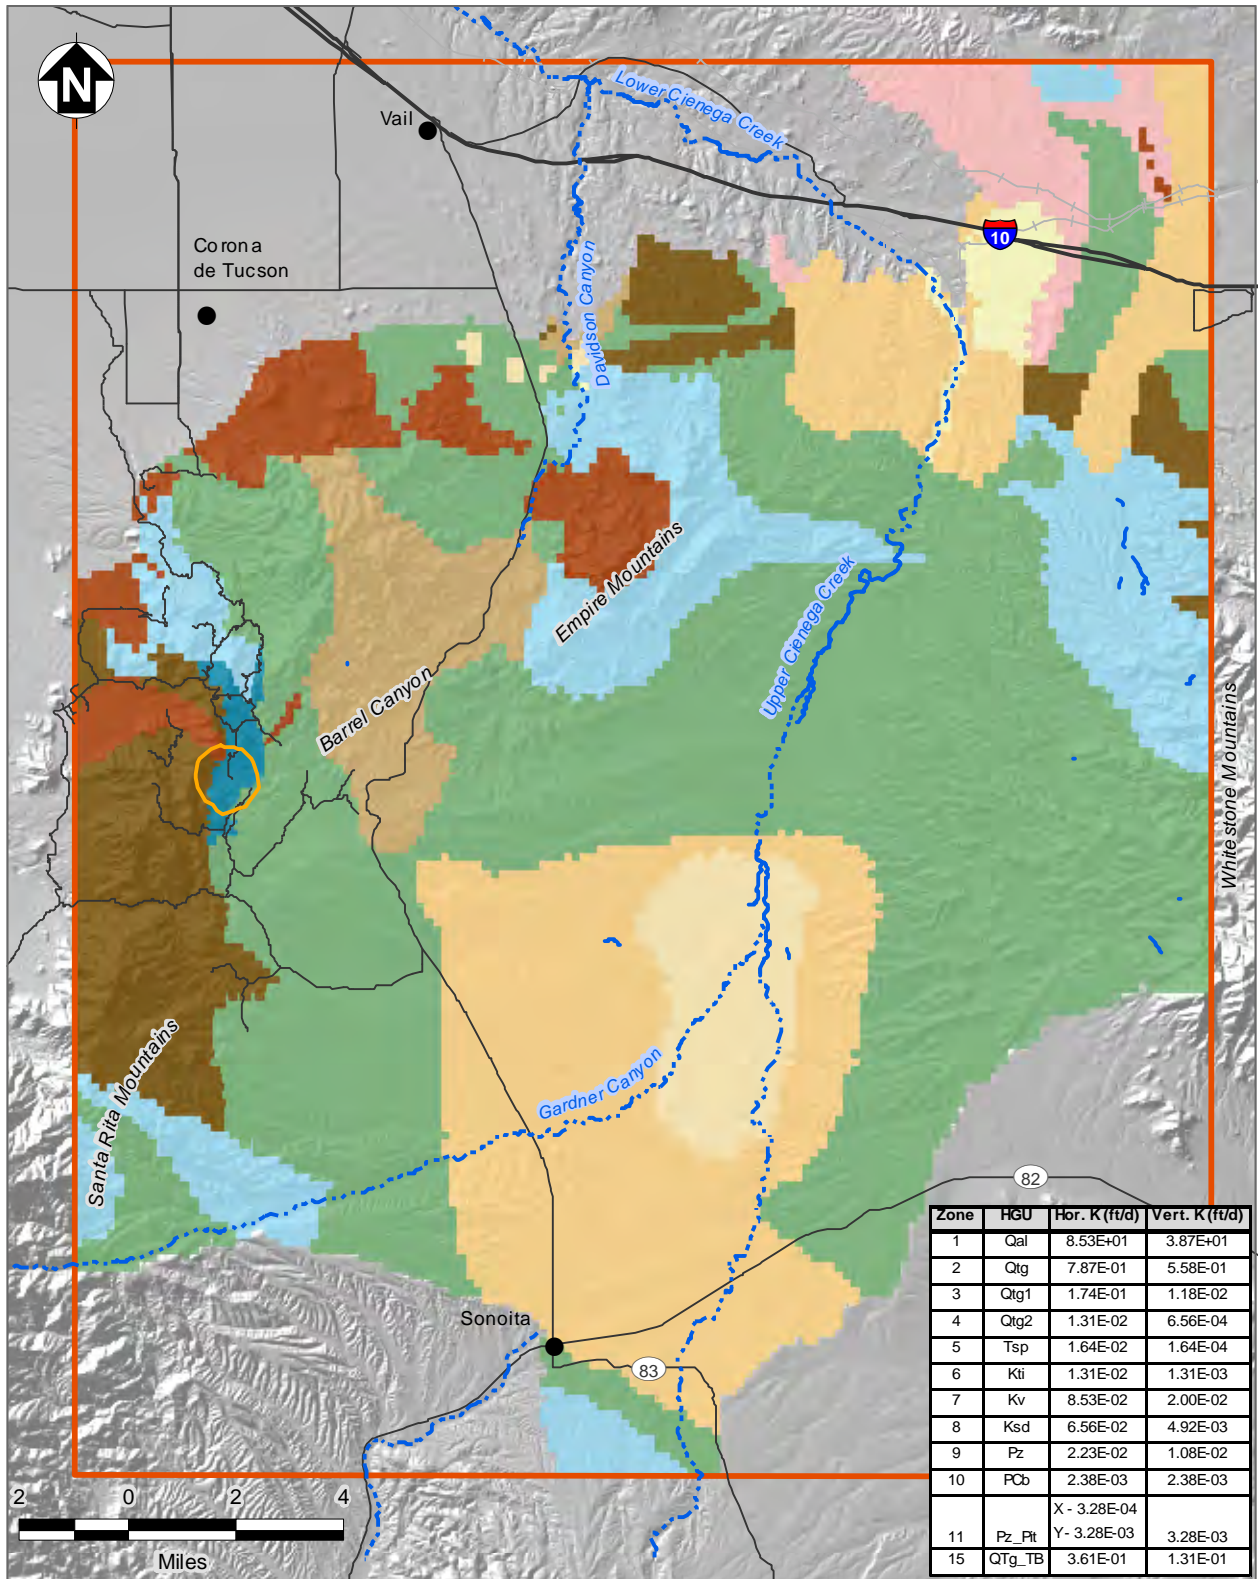 N
Lower Cienega Creek
Vail
10
Corona
de Tucson
Davidson Canyon
Empire Mountains
Upper Cienega Creek
Barrel Canyon
Whitestone Mountains
Santa Rita Mountains
Gardner Canyon
82
Sonoita
83
Zone HGU Hor. K (ft/d) Vert. K (ft/d)
1 Qal 8.53E+01 3.87E+01
2 Qtg 7.87E-01 5.58E-01
3 Qtg1 1.74E-01 1.18E-02
4 Qtg2 1.31E-02 6.56E-04
5 Tsp 1.64E-02 1.64E-04
6 Kti 1.31E-02 1.31E-03
7 Kv 8.53E-02 2.00E-02
8 Ksd 6.56E-02 4.92E-03
9 Pz 2.23E-02 1.08E-02
10 PCb 2.38E-03 2.38E-03
X - 3.28E-04
11 Pz_Pit Y - 3.28E-03 3.28E-03
15 QTg_TB 3.61E-01 1.31E-01
2 0 2 4
Miles